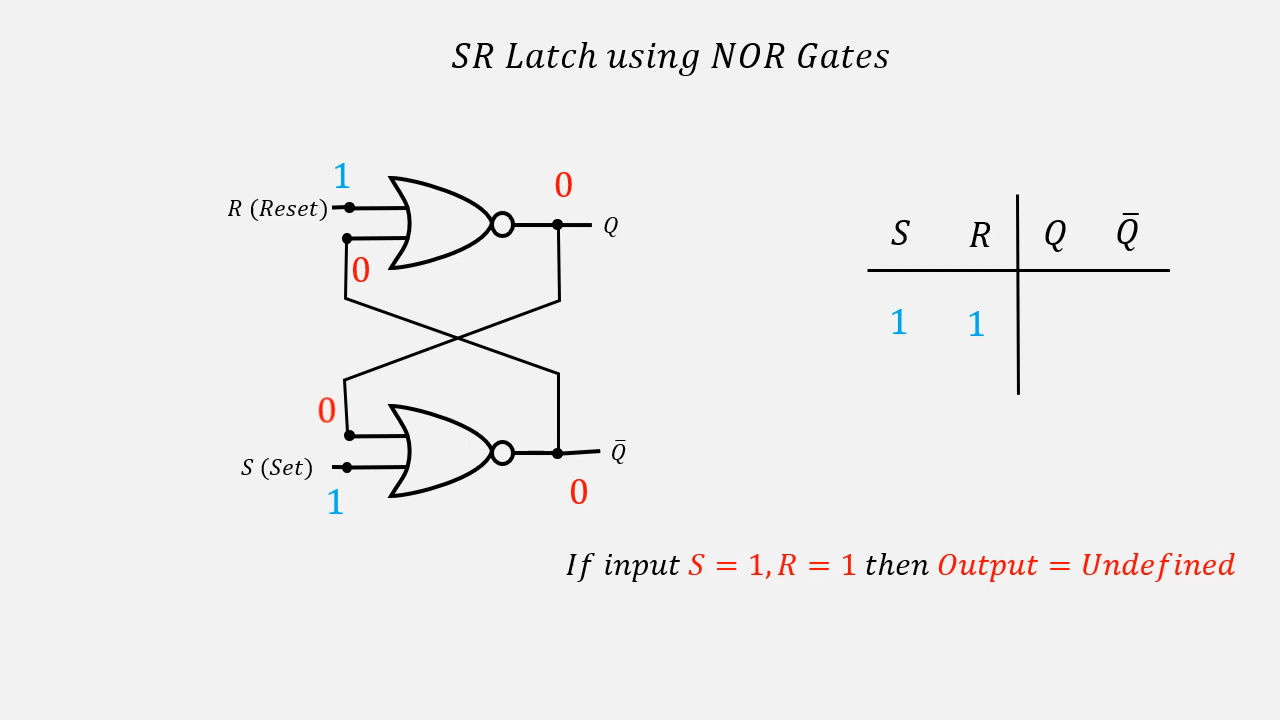 SR Latch using NOR Gates
1
0
R (Reset)
Q
0
S R Q Q̄
1 1
0
S (Set)
Q̄
1
0
If input S = 1, R = 1 then Output = Undefined